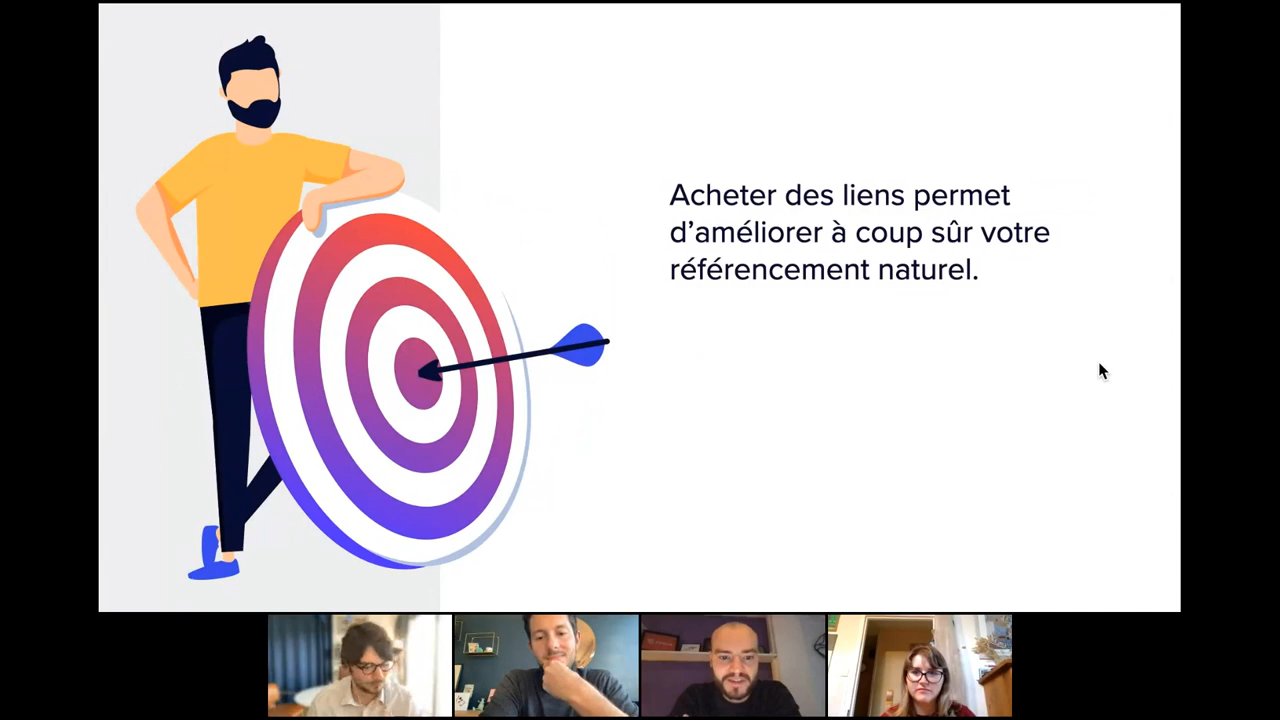 Acheter des liens permet
d’améliorer à coup sûr votre
référencement naturel.